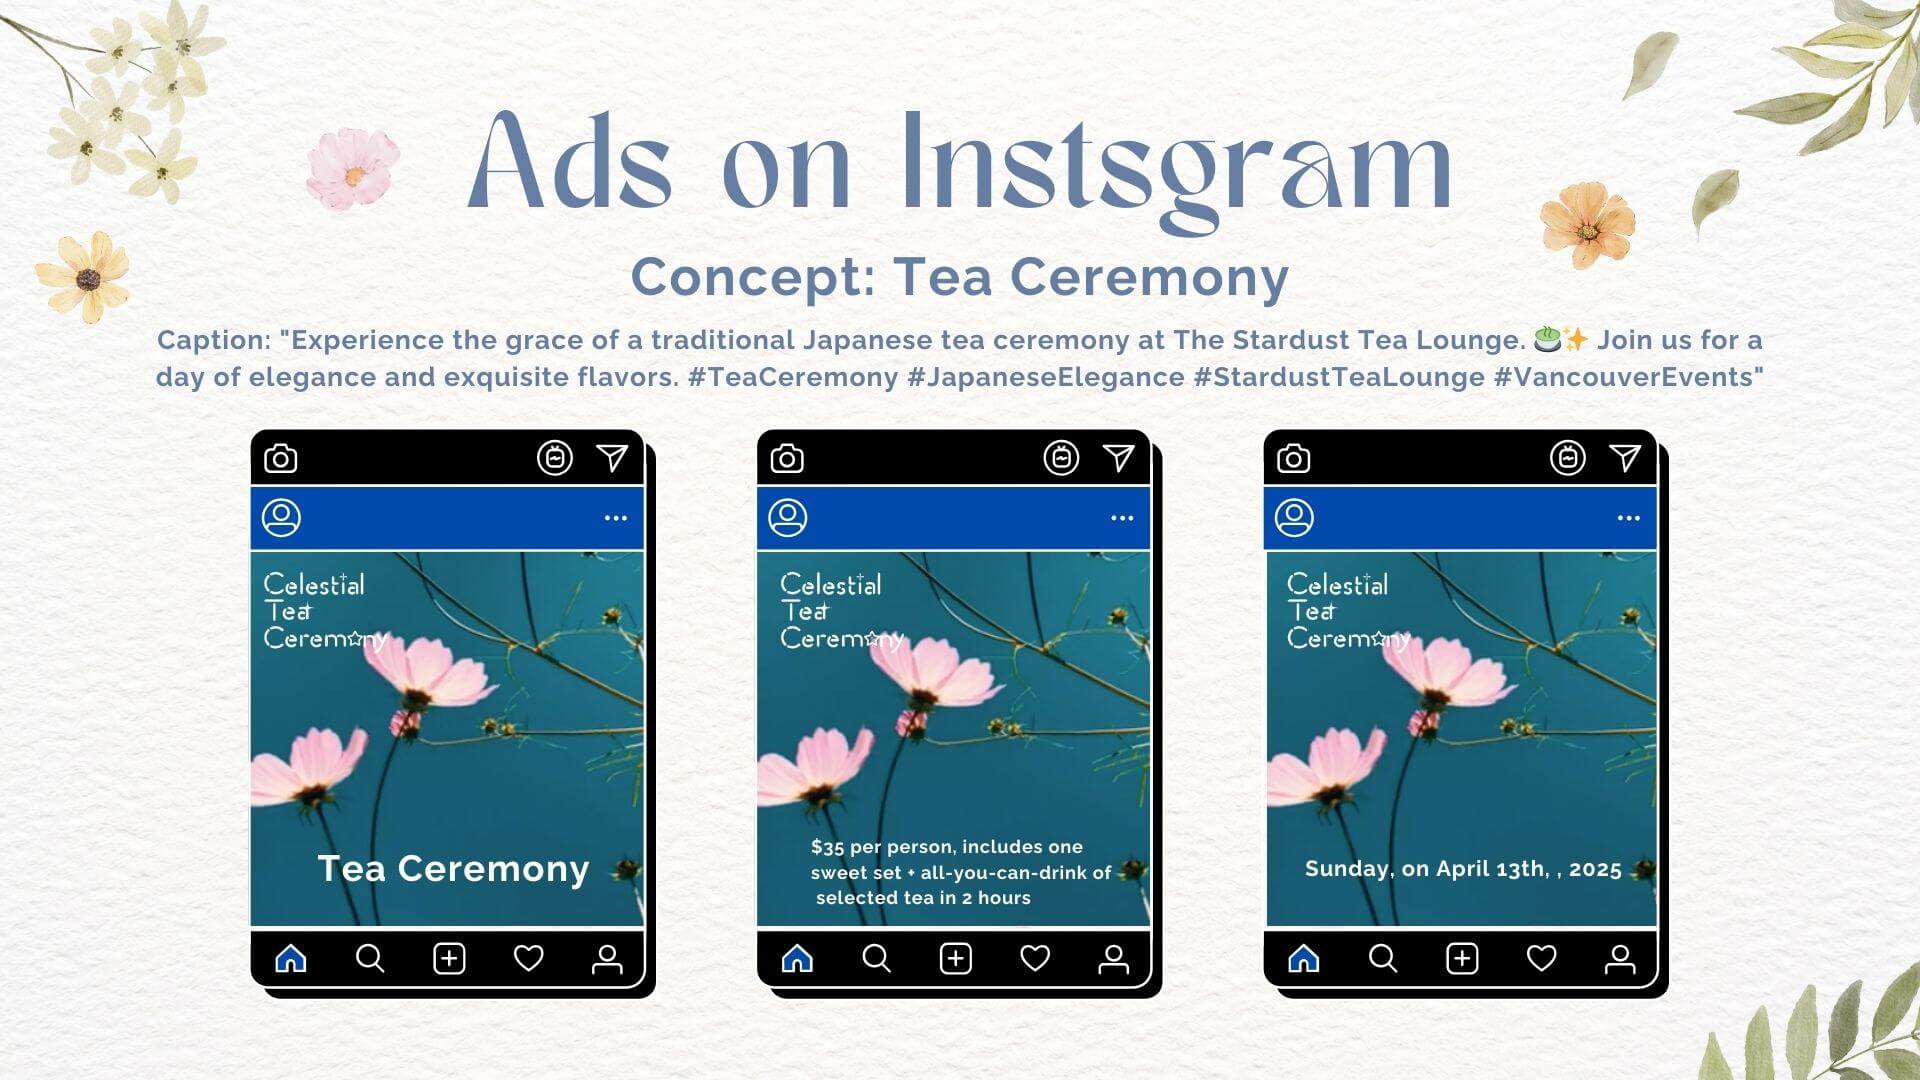 Ads on Instsgram
Concept: Tea Ceremony
Caption: "Experience the grace of a traditional Japanese tea ceremony at The Stardust Tea Lounge. 🍵✨ Join us for a
day of elegance and exquisite flavors. #TeaCeremony #JapaneseElegance #StardustTeaLounge #VancouverEvents"
Celestial
Tea
Ceremony
Tea Ceremony
Celestial
Tea
Ceremony
$35 per person, includes one
sweet set + all-you-can-drink of
selected tea in 2 hours
Celestial
Tea
Ceremony
Sunday, on April 13th, , 2025